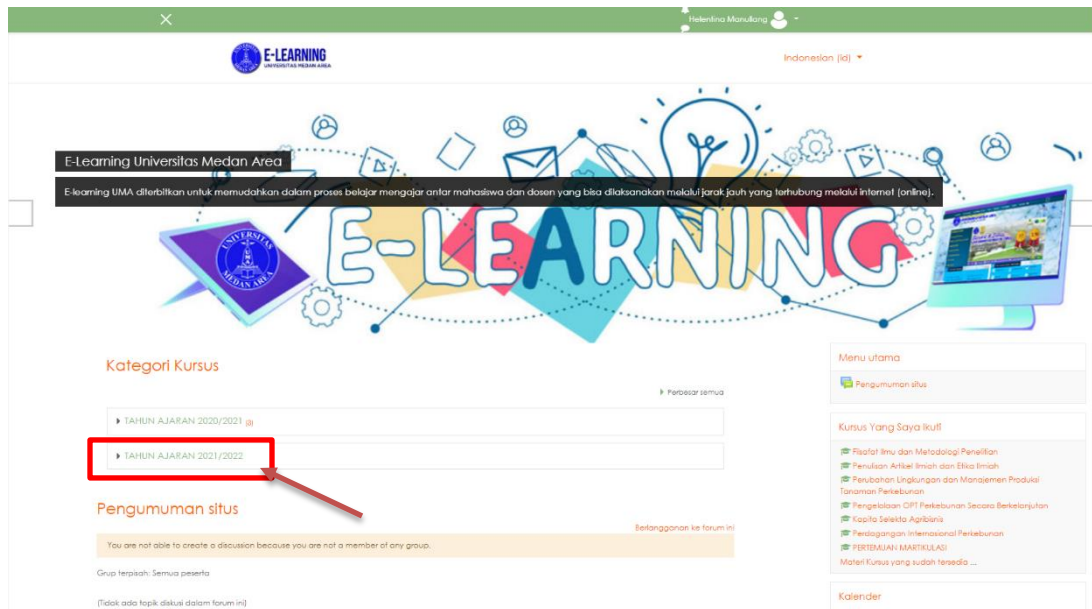 Helentina Manullang
E-LEARNING
UNIVERSITAS MEDAN AREA
Indonesian (id)
E-Learning Universitas Medan Area
E-learning UMA diterbitkan untuk memudahkan dalam proses belajar mengajar antar mahasiswa dan dosen yang bisa dilaksanakan melalui jarak jauh yang terhubung melalui internet (online).
E-LEARNING
UNIVERSITAS
MEDAN AREA
Kategori Kursus
Perbesar semua
TAHUN AJARAN 2020/2021
TAHUN AJARAN 2021/2022
Pengumuman situs
Berlangganan ke forum ini
You are not able to create a discussion because you are not a member of any group.
Grup terpisah: Semua peserta
(Tidak ada topik diskusi dalam forum ini)
Menu utama
Pengumuman situs
Kursus Yang Saya Ikuti
Filsafat Ilmu dan Metodologi Penelitian
Penulisan Artikel Ilmiah dan Etika Ilmiah
Perubahan Lingkungan dan Manajemen Produksi
Tanaman Perkebunan
Pengelolaan OPT Perkebunan Secara Berkelanjutan
Kapita Selekta Agribisnis
Perdagangan Internasional Perkebunan
PERTEMUAN MARTIKULASI
Materi Kursus yang sudah tersedia ...
Kalender